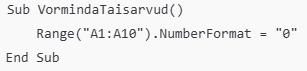 Sub VormindaTaisarvud()
    Range("A1:A10").NumberFormat = "0"
End Sub